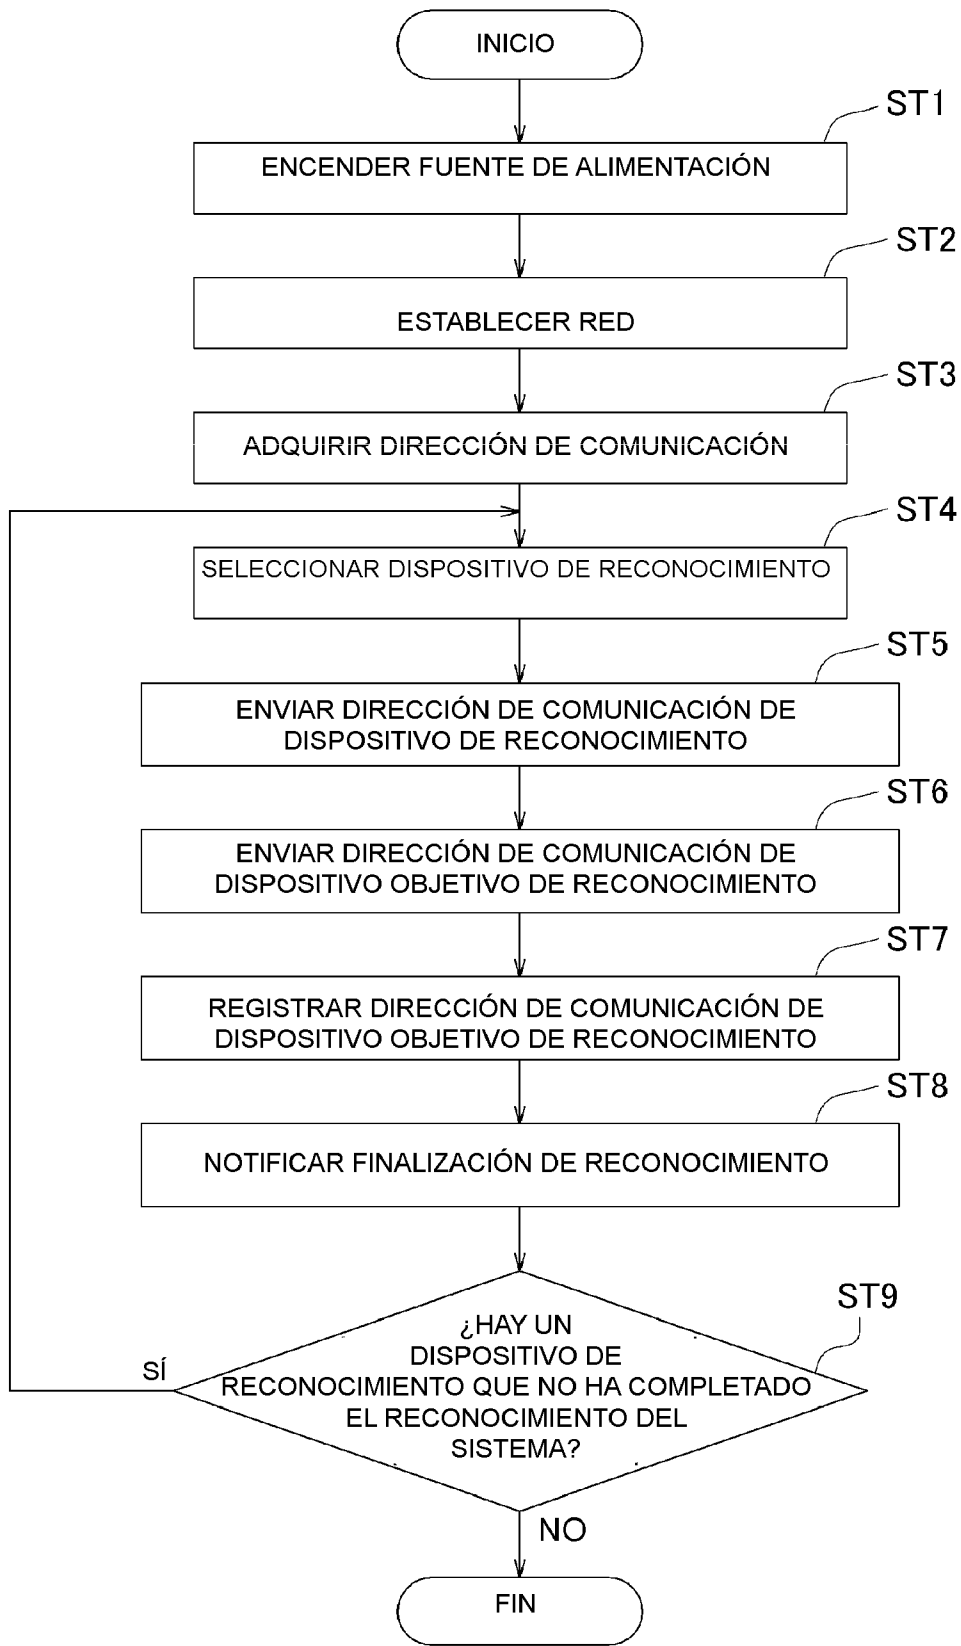 INICIO
ST1
ENCENDER FUENTE DE ALIMENTACIÓN
ST2
ESTABLECER RED
ST3
ADQUIRIR DIRECCIÓN DE COMUNICACIÓN
ST4
SELECCIONAR DISPOSITIVO DE RECONOCIMIENTO
ST5
ENVIAR DIRECCIÓN DE COMUNICACIÓN DE
DISPOSITIVO DE RECONOCIMIENTO
ST6
ENVIAR DIRECCIÓN DE COMUNICACIÓN DE
DISPOSITIVO OBJETIVO DE RECONOCIMIENTO
ST7
REGISTRAR DIRECCIÓN DE COMUNICACIÓN DE
DISPOSITIVO OBJETIVO DE RECONOCIMIENTO
ST8
NOTIFICAR FINALIZACIÓN DE RECONOCIMIENTO
ST9
¿HAY UN
DISPOSITIVO DE
RECONOCIMIENTO QUE NO HA COMPLETADO
EL RECONOCIMIENTO DEL
SISTEMA?
SÍ
NO
FIN